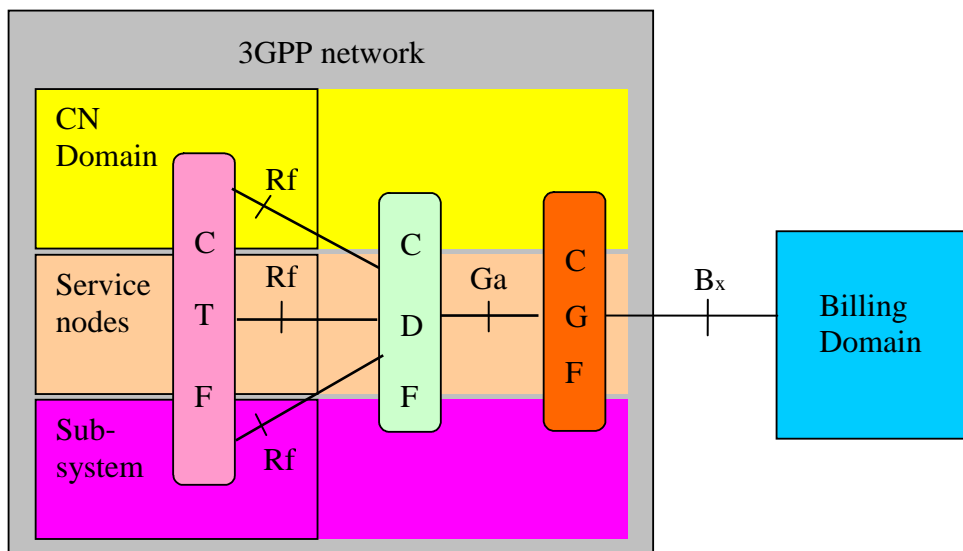 3GPP network
CN
Domain
Rf
C
T
F
Service
nodes
Rf
Sub-
system
Rf
C
D
F
Ga
C
G
F
Bx
Billing
Domain